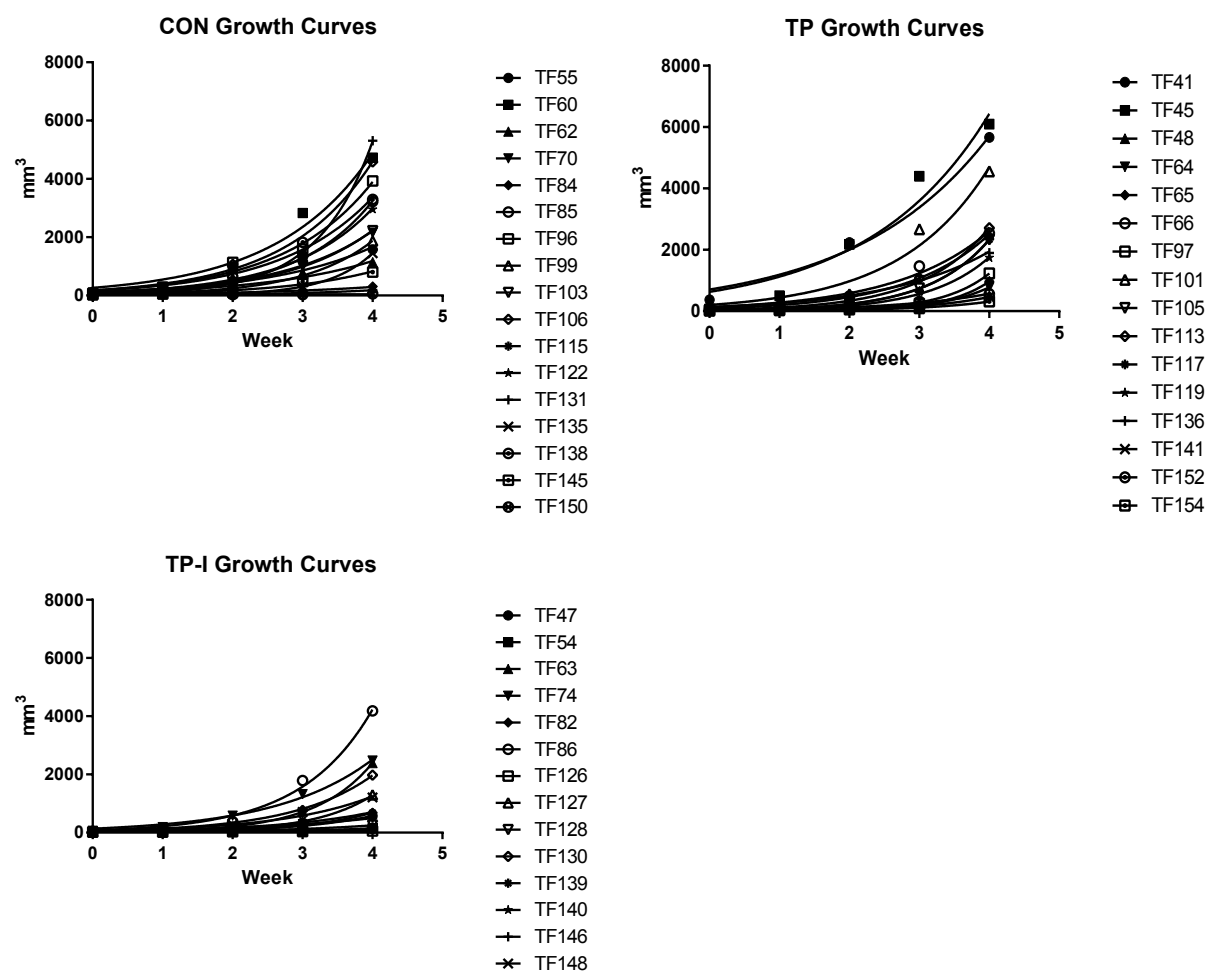 CON Growth Curves
8000
6000
4000
2000
0
mm³
0 1 2 3 4 5
Week
TF55
TF60
TF62
TF70
TF84
TF85
TF96
TF99
TF103
TF106
TF115
TF122
TF131
TF135
TF138
TF145
TF150
TP Growth Curves
8000
6000
4000
2000
0
mm³
0 1 2 3 4 5
Week
TF41
TF45
TF48
TF64
TF65
TF66
TF97
TF101
TF105
TF113
TF117
TF119
TF136
TF141
TF152
TF154
TP-I Growth Curves
8000
6000
4000
2000
0
mm³
0 1 2 3 4 5
Week
TF47
TF54
TF63
TF74
TF82
TF86
TF126
TF127
TF128
TF130
TF139
TF140
TF146
TF148